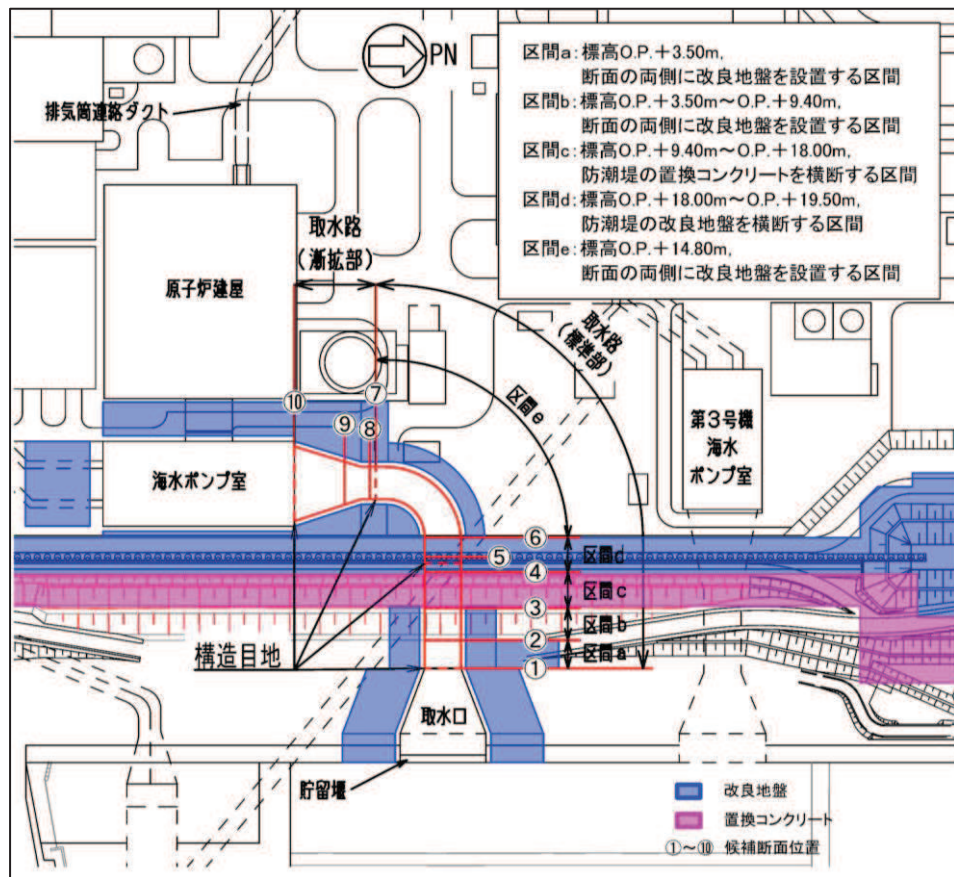 PN
区間a：標高O.P.＋3.50m，
断面の両側に改良地盤を設置する区間
区間b：標高O.P.＋3.50m～O.P.＋9.40m，
断面の両側に改良地盤を設置する区間
区間c：標高O.P.＋9.40m～O.P.＋18.00m，
防潮堤の置換コンクリートを横断する区間
区間d：標高O.P.＋18.00m～O.P.＋19.50m，
防潮堤の改良地盤を横断する区間
区間e：標高O.P.＋14.80m，
断面の両側に改良地盤を設置する区間
排気筒連絡ダクト
取水路
（漸拡部）
原子炉建屋
取水路
（標準部）
区間e
⑩
⑦
⑨
⑧
第３号機
海水
ポンプ室
海水ポンプ室
⑥
⑤
区間d
④
区間c
③
区間b
②
区間a
①
構造目地
取水口
貯留堰
改良地盤
置換コンクリート
①～⑩ 候補断面位置